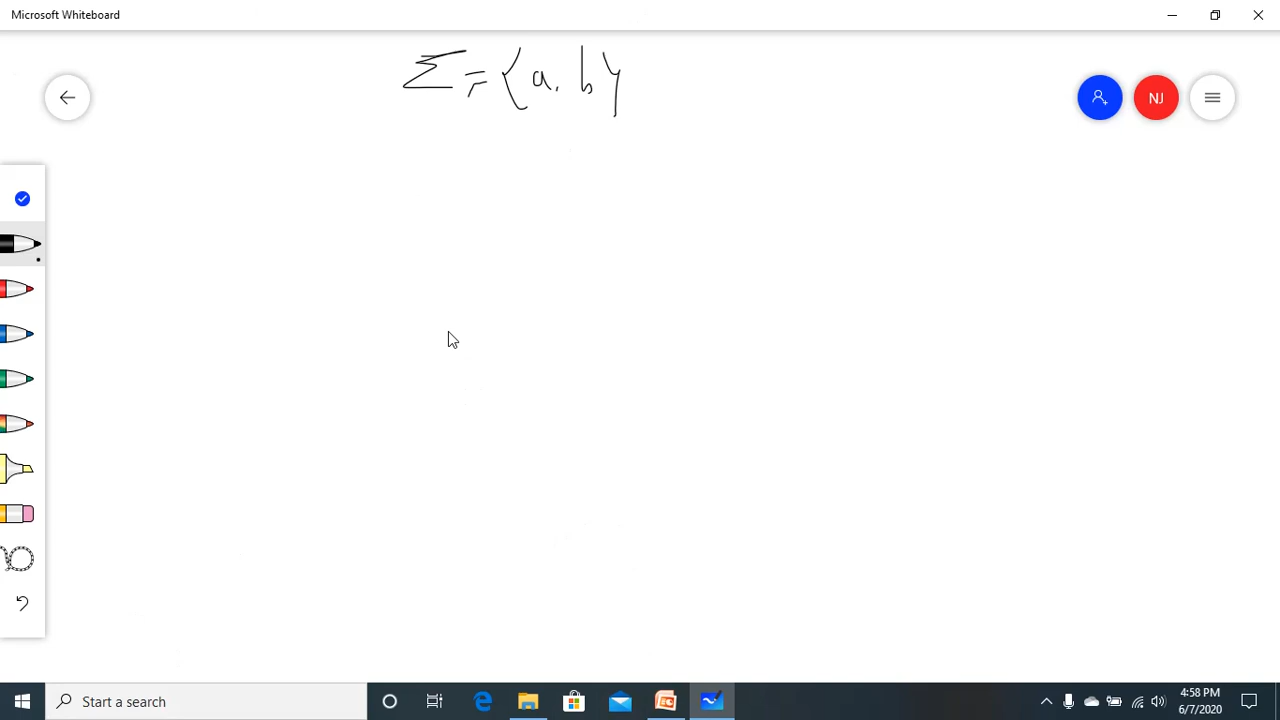 Microsoft Whiteboard
Σ = {a, b}
NJ
Start a search
4:58 PM
6/7/2020